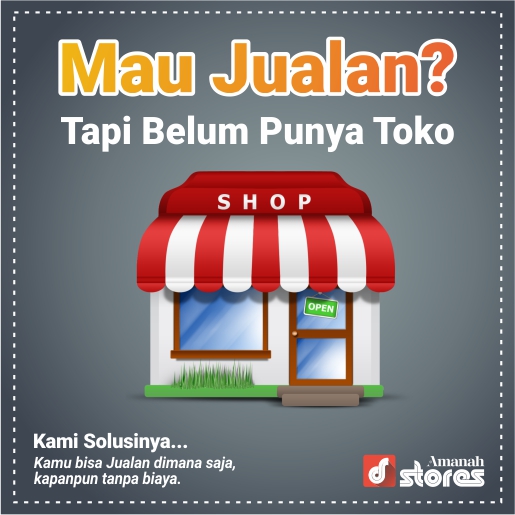 Mau Jualan?
Tapi Belum Punya Toko
SHOP
OPEN
Kami Solusinya...
Kamu bisa Jualan dimana saja,
kapanpun tanpa biaya.
Amanah
stores